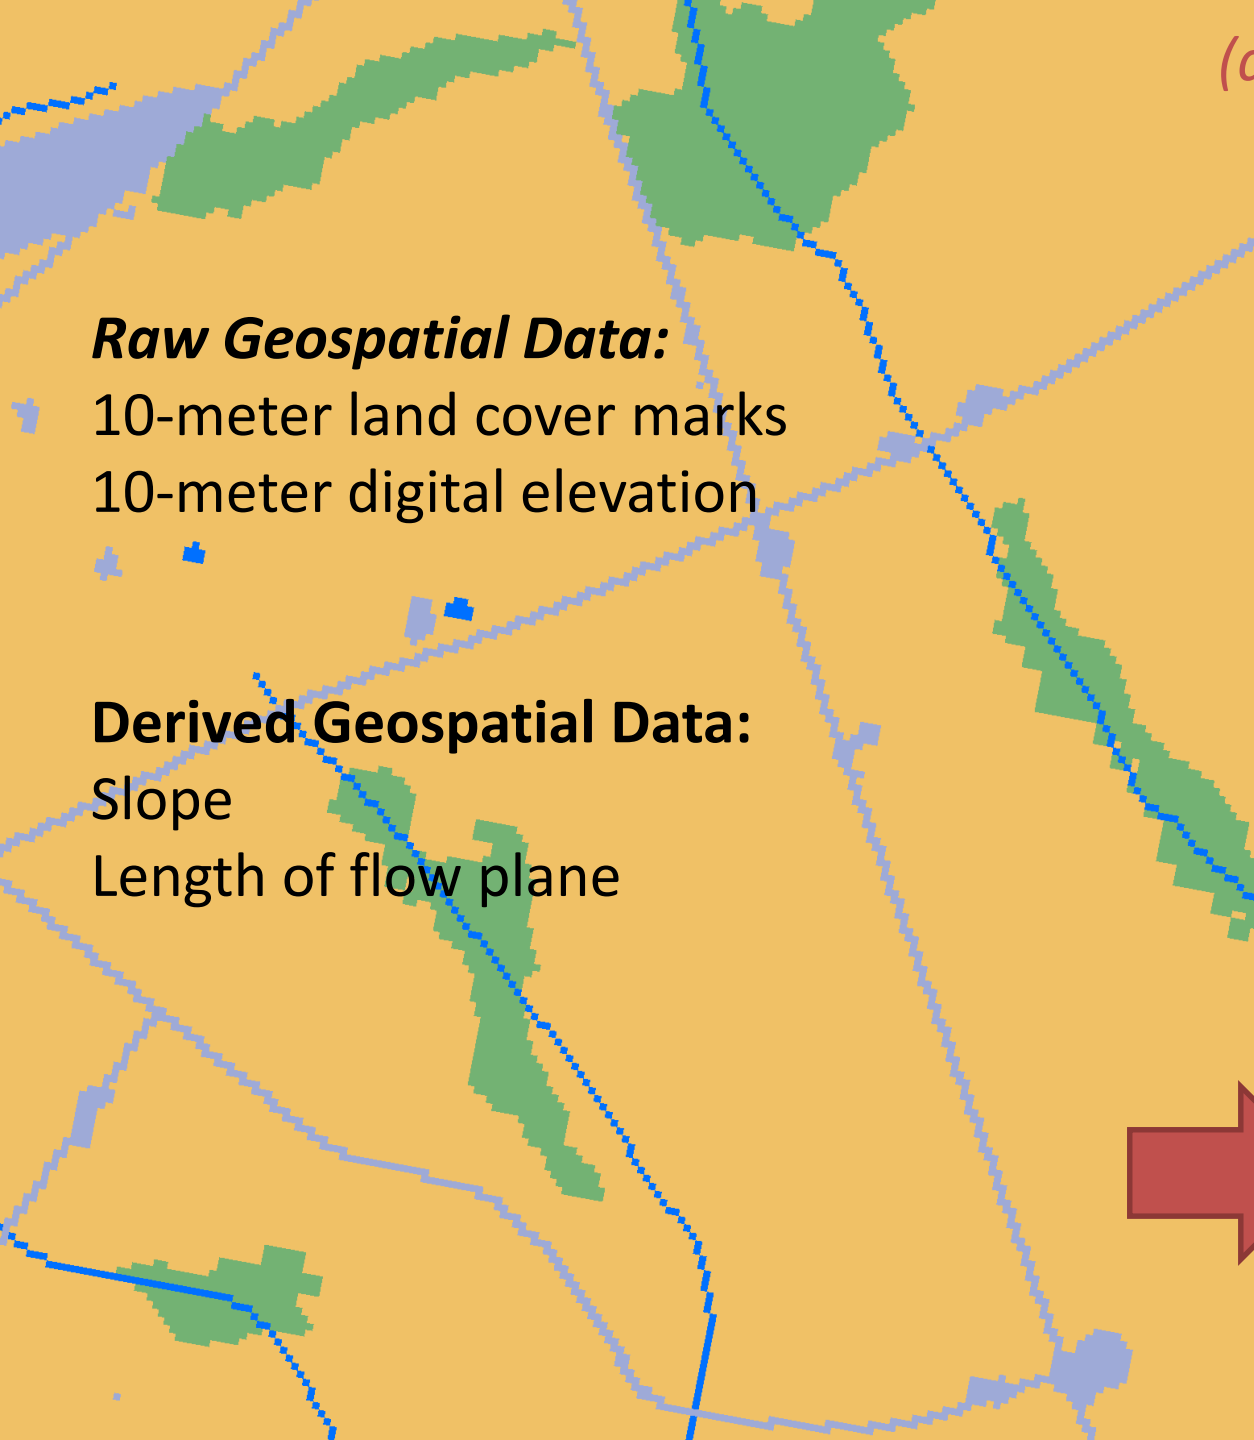 Raw Geospatial Data:
10-meter land cover marks
10-meter digital elevation
Derived Geospatial Data:
Slope
Length of flow plane